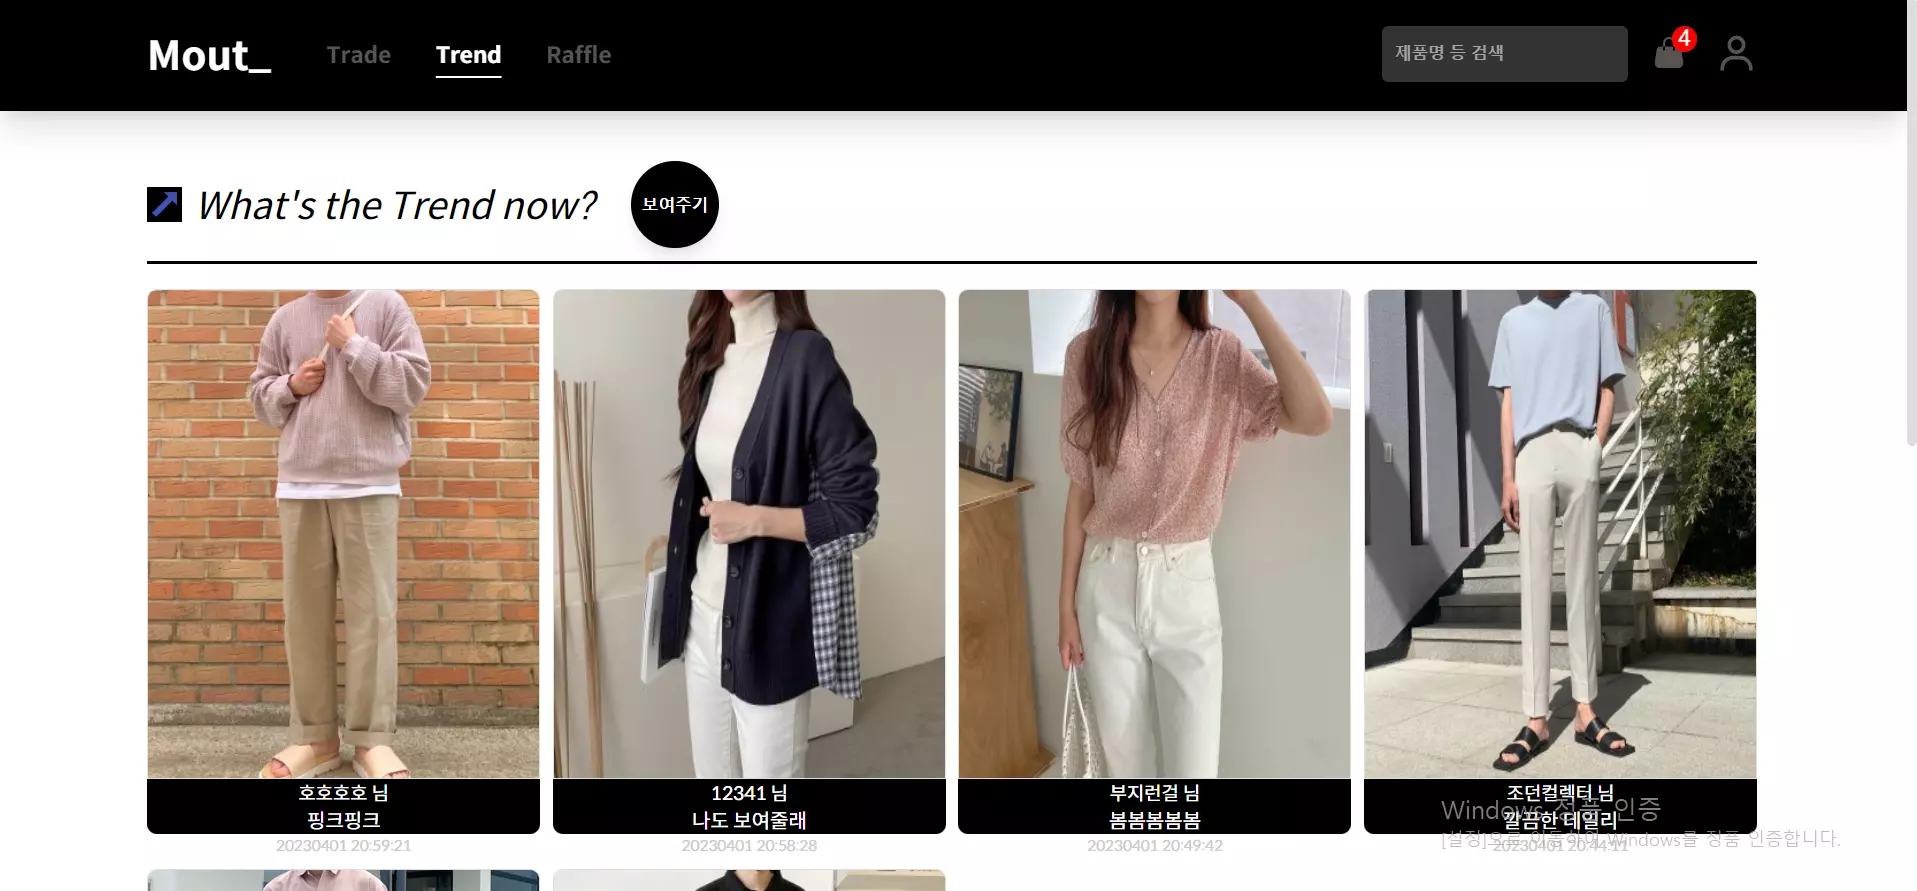 Mout_
Trade
Trend
Raffle
제품명 등 검색
4
What's the Trend now?
보여주기
호호호호 님
핑크핑크
20230401 20:59:21
12341 님
나도 보여줄래
20230401 20:58:28
부지런걸 님
봄봄봄봄봄
20230401 20:49:42
조던컬렉터 님
깔끔한 데일리
20230401 20:44:11
Windows 정품 인증
[설정]으로 이동하여 Windows를 정품 인증합니다.